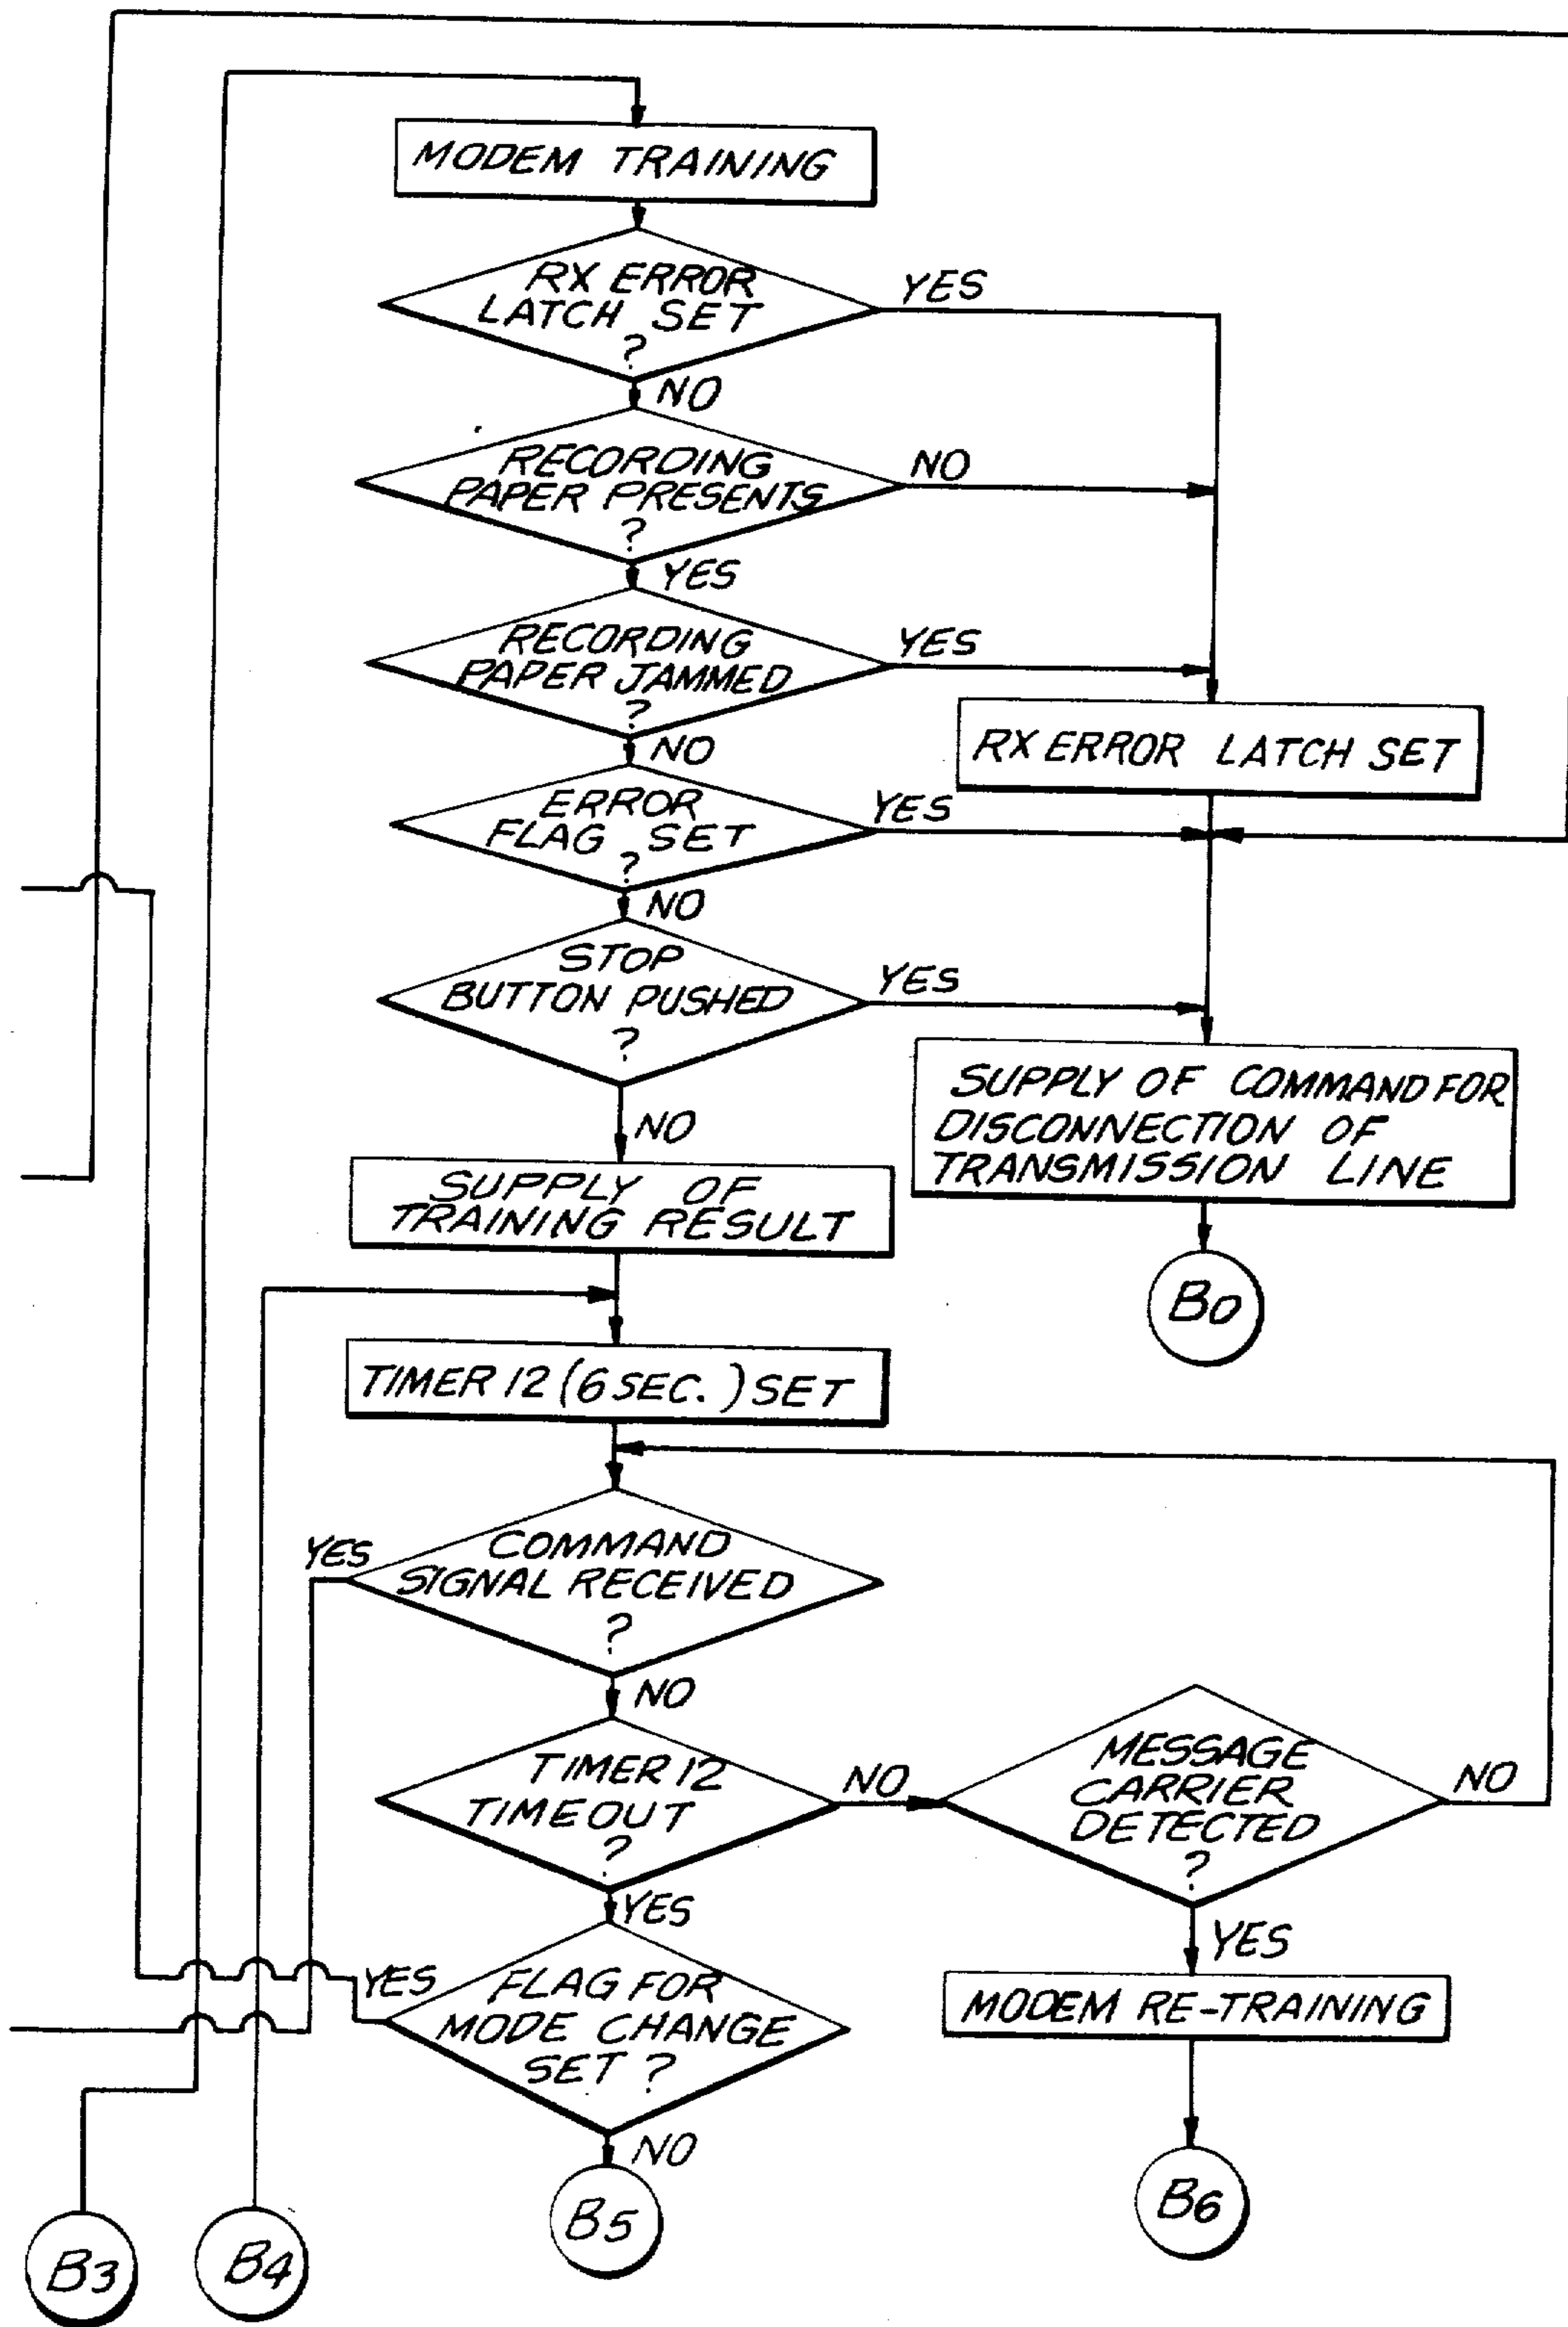 MODEM TRAINING
RX ERROR
LATCH SET
?
YES
NO
RECORDING
PAPER PRESENTS
?
NO
YES
RECORDING
PAPER JAMMED
?
YES
NO
RX ERROR LATCH SET
ERROR
FLAG SET
?
YES
NO
STOP
BUTTON PUSHED
?
YES
NO
SUPPLY OF COMMAND FOR
DISCONNECTION OF
TRANSMISSION LINE
SUPPLY OF
TRAINING RESULT
B0
TIMER 12 (6 SEC.) SET
COMMAND
SIGNAL RECEIVED
?
YES
NO
TIMER 12
TIMEOUT
?
NO
YES
MESSAGE
CARRIER
DETECTED
?
NO
YES
FLAG FOR
MODE CHANGE
SET ?
YES
NO
MODEM RE-TRAINING
B3
B4
B5
B6